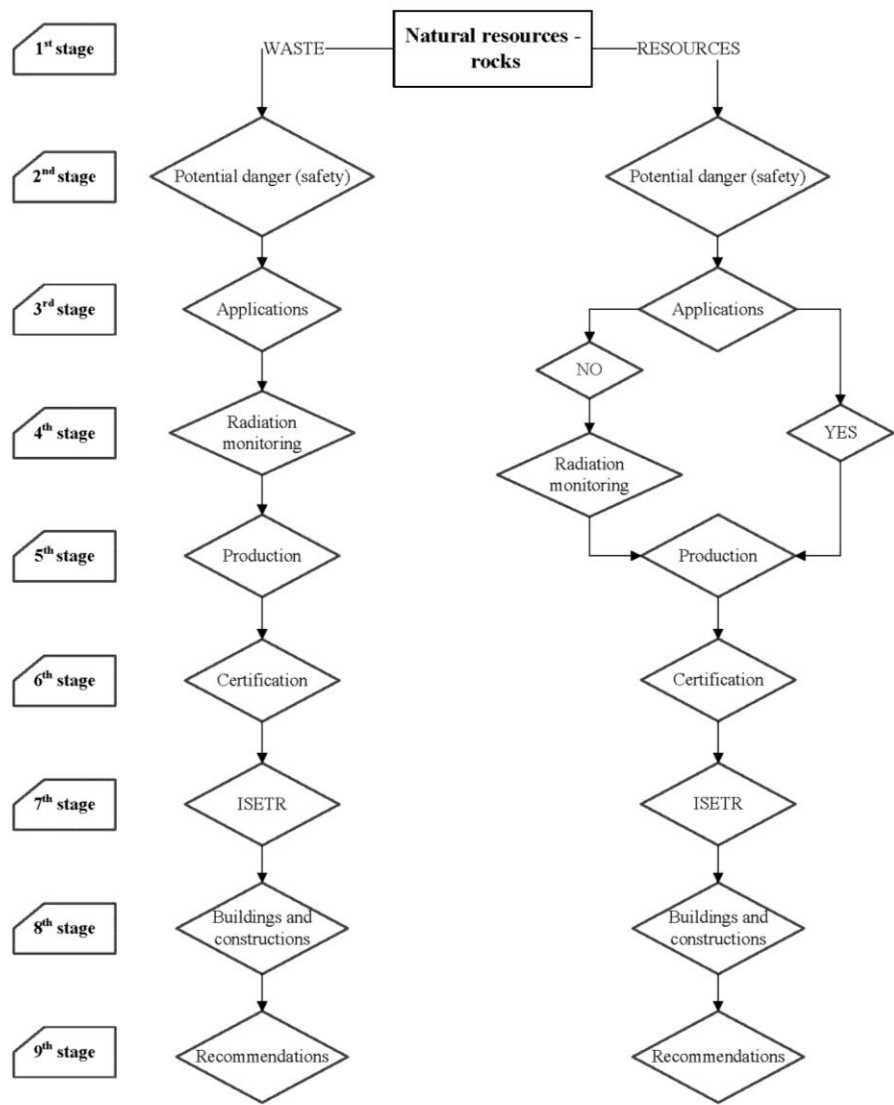 1st stage
WASTE
Natural resources -
rocks
RESOURCES
2nd stage
Potential danger (safety)
Potential danger (safety)
3rd stage
Applications
Applications
NO
4th stage
Radiation
monitoring
YES
Radiation
monitoring
5th stage
Production
Production
6th stage
Certification
Certification
7th stage
ISETR
ISETR
8th stage
Buildings and
constructions
Buildings and
constructions
9th stage
Recommendations
Recommendations